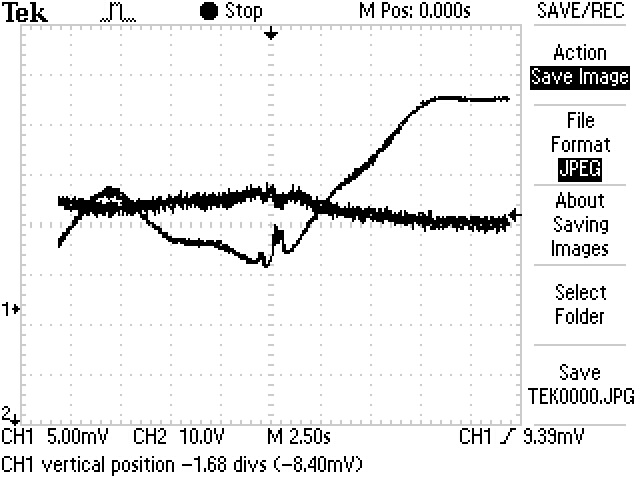 Tek Stop M Pos: 0.000s SAVE/REC
Action
Save Image
File
Format
JPEG
About
Saving
Images
1
Select
Folder
Save
TEK0000.JPG
2
CH1 5.00mV CH2 10.0V M 2.50s CH1 9.39mV
CH1 vertical position -1.68 divs (-8.40mV)